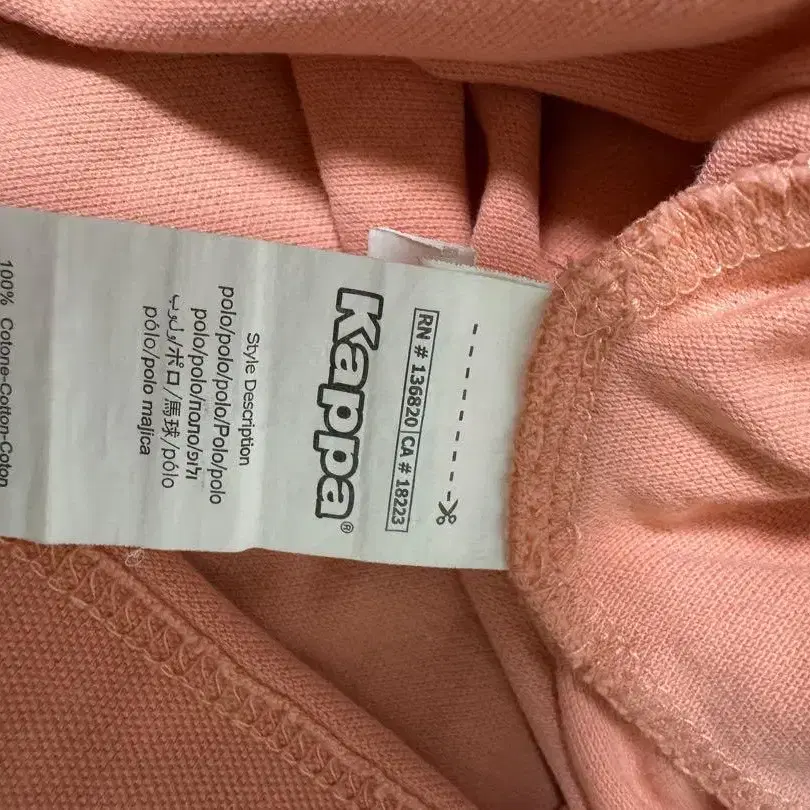 RN # 136820 CA # 18223
Kappa®
Style Description
polo/polo/polo/Polo/polo
polo/polo/поло/פולו
بولو/ポロ/馬球/pólo
pólo/polo majica
100% Cotone-Cotton-Coton